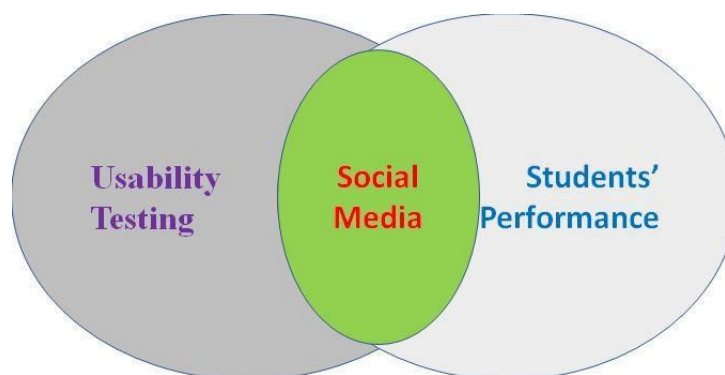 Usability
Testing
Social
Media
Students’
Performance